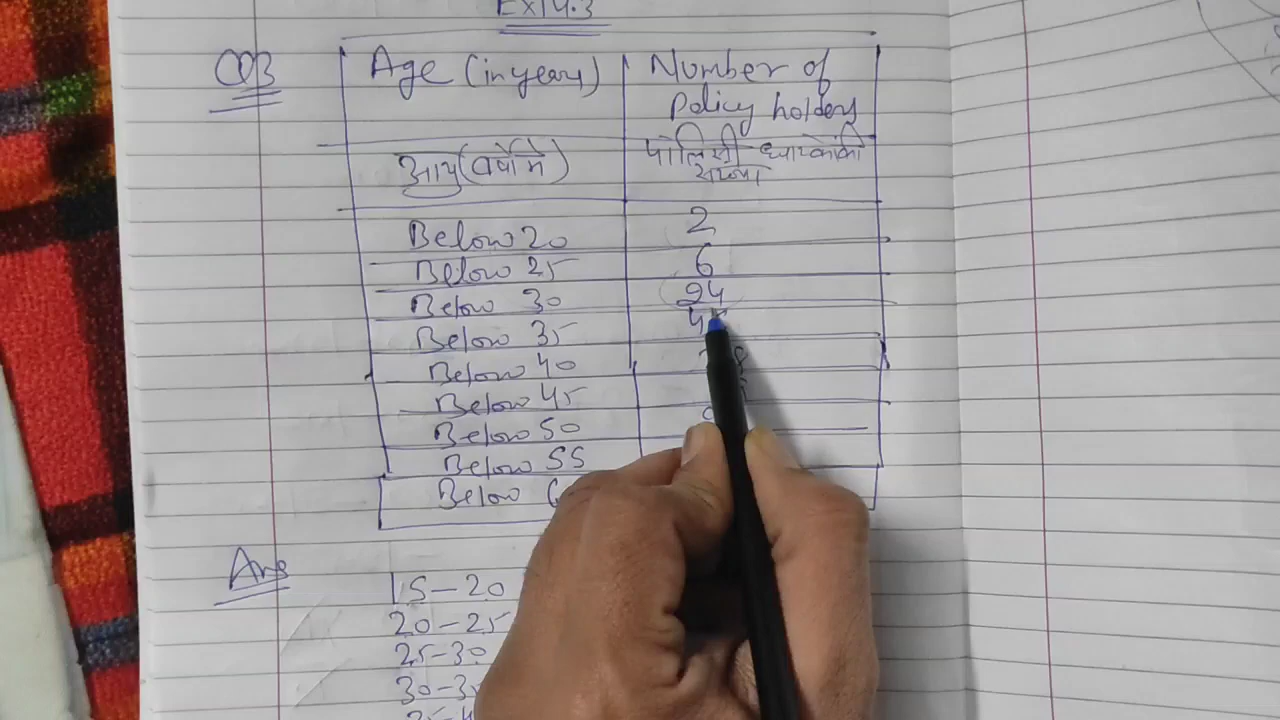 Ex 14.3
Q3
Age (in years)
Number of
Policy holders
आयु (वर्षो में)
पोलिसी धारकोंकी
संख्या
Below 20 2
Below 25 6
Below 30 24
Below 35
Below 40
Below 45
Below 50
Below 55
Below
Ans
15-20
20-25
25-30